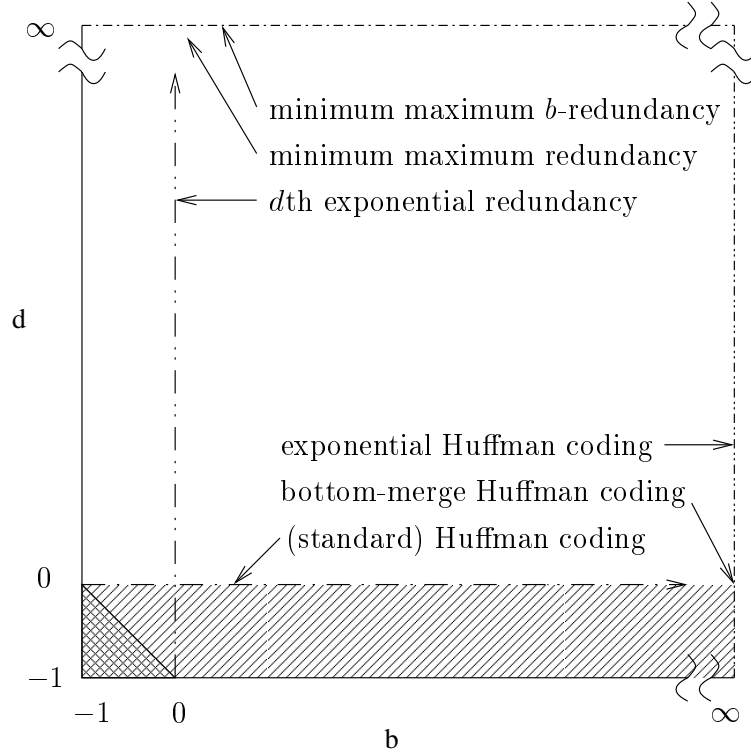 ∞
minimum maximum b-redundancy
minimum maximum redundancy
dth exponential redundancy
d
exponential Huffman coding
bottom-merge Huffman coding
(standard) Huffman coding
0
−1
−1
0
∞
b